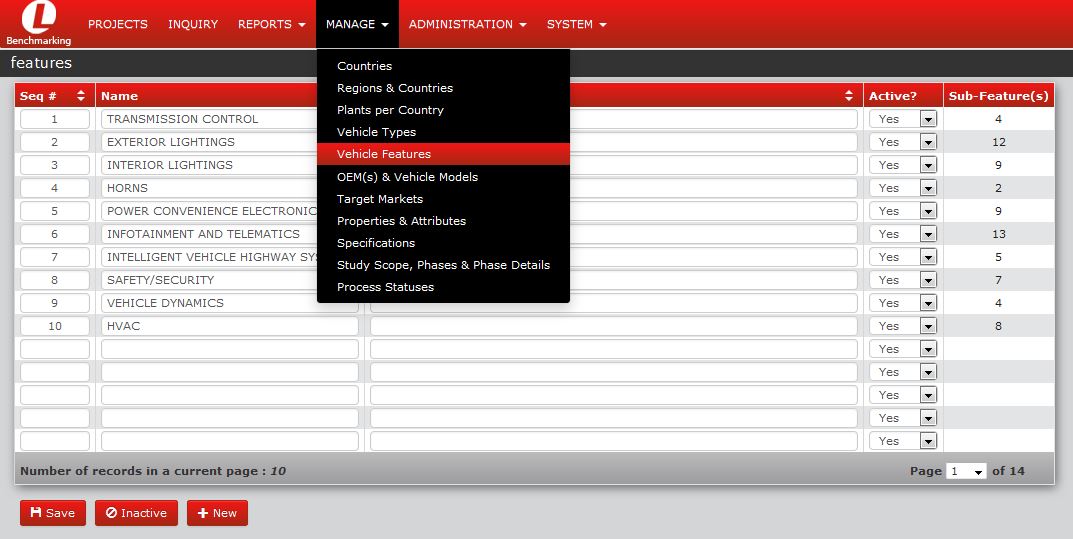 L
Benchmarking
PROJECTS INQUIRY REPORTS MANAGE ADMINISTRATION SYSTEM
features
Countries
Regions & Countries
Plants per Country
Vehicle Types
Vehicle Features
OEM(s) & Vehicle Models
Target Markets
Properties & Attributes
Specifications
Study Scope, Phases & Phase Details
Process Statuses
Seq # Name Active? Sub-Feature(s)
1 TRANSMISSION CONTROL Yes 4
2 EXTERIOR LIGHTINGS Yes 12
3 INTERIOR LIGHTINGS Yes 9
4 HORNS Yes 2
5 POWER CONVENIENCE ELECTRONIC Yes 9
6 INFOTAINMENT AND TELEMATICS Yes 13
7 INTELLIGENT VEHICLE HIGHWAY SYS Yes 5
8 SAFETY/SECURITY Yes 7
9 VEHICLE DYNAMICS Yes 4
10 HVAC Yes 8
Yes
Yes
Yes
Yes
Yes
Number of records in a current page : 10 Page 1 of 14
Save Inactive New